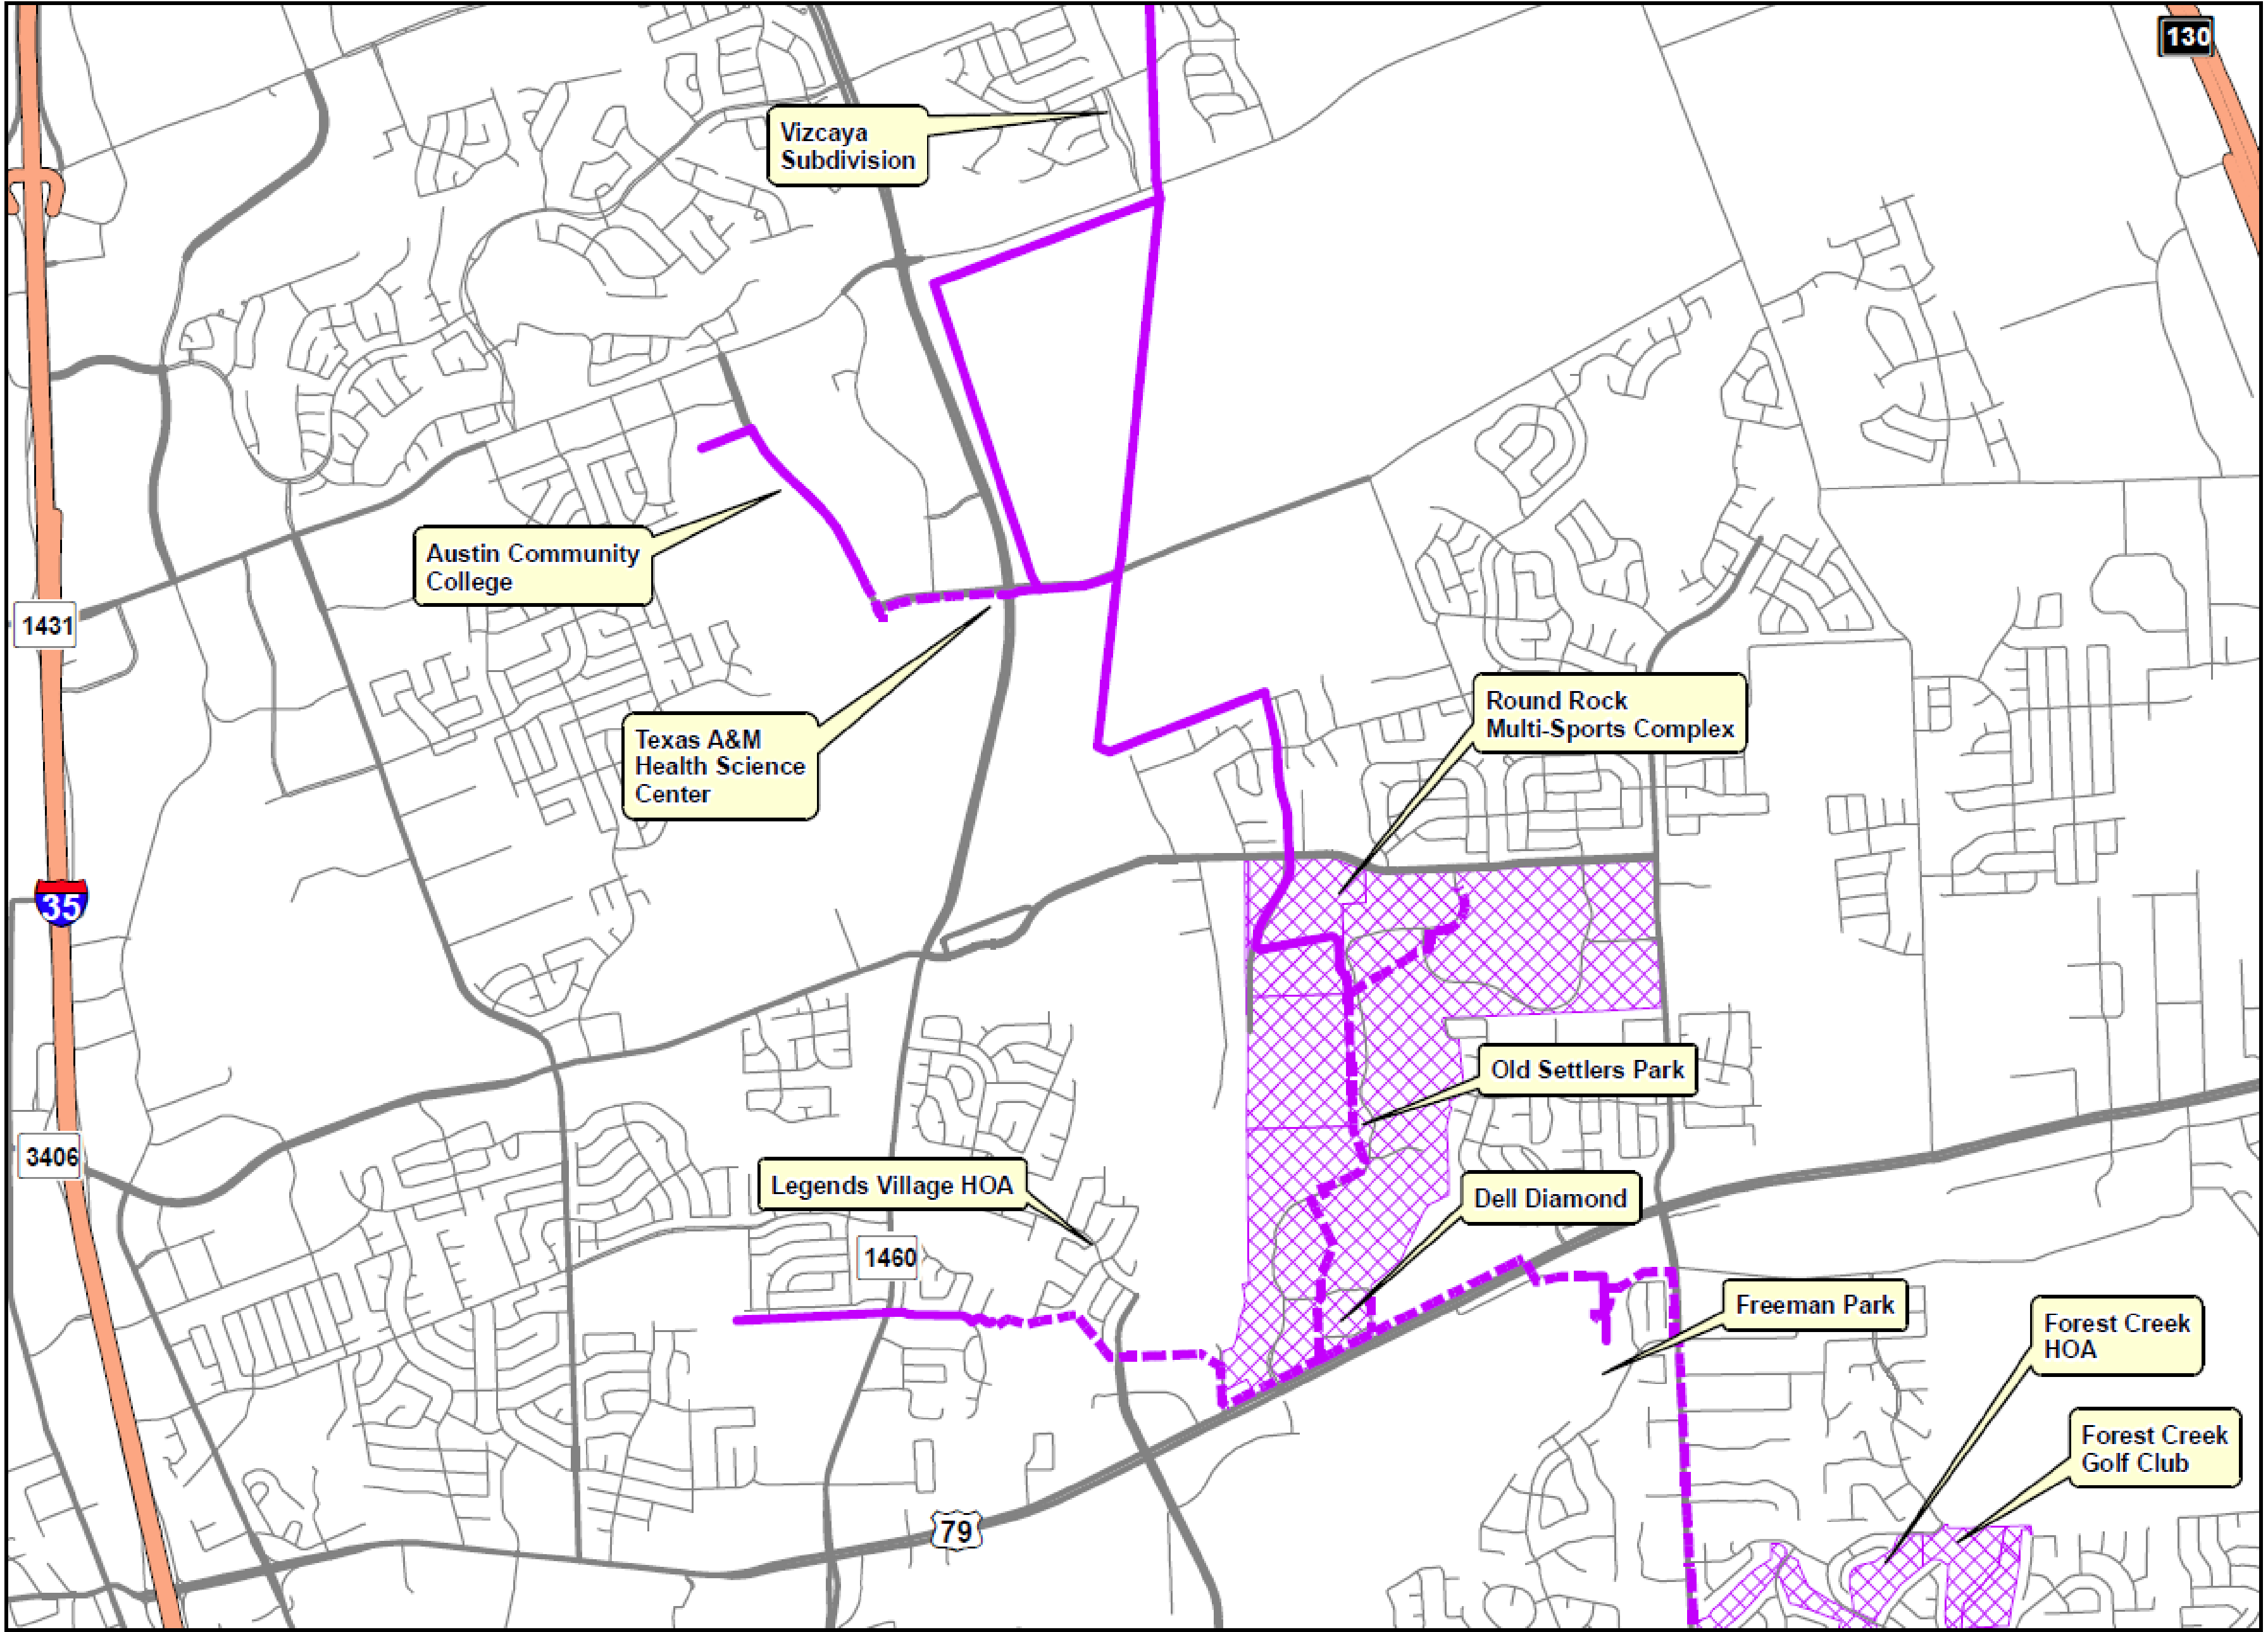 130
Vizcaya
Subdivision
Austin Community
College
1431
Round Rock
Multi-Sports Complex
Texas A&M
Health Science
Center
35
Old Settlers Park
3406
Legends Village HOA
Dell Diamond
1460
Freeman Park
Forest Creek
HOA
Forest Creek
Golf Club
79